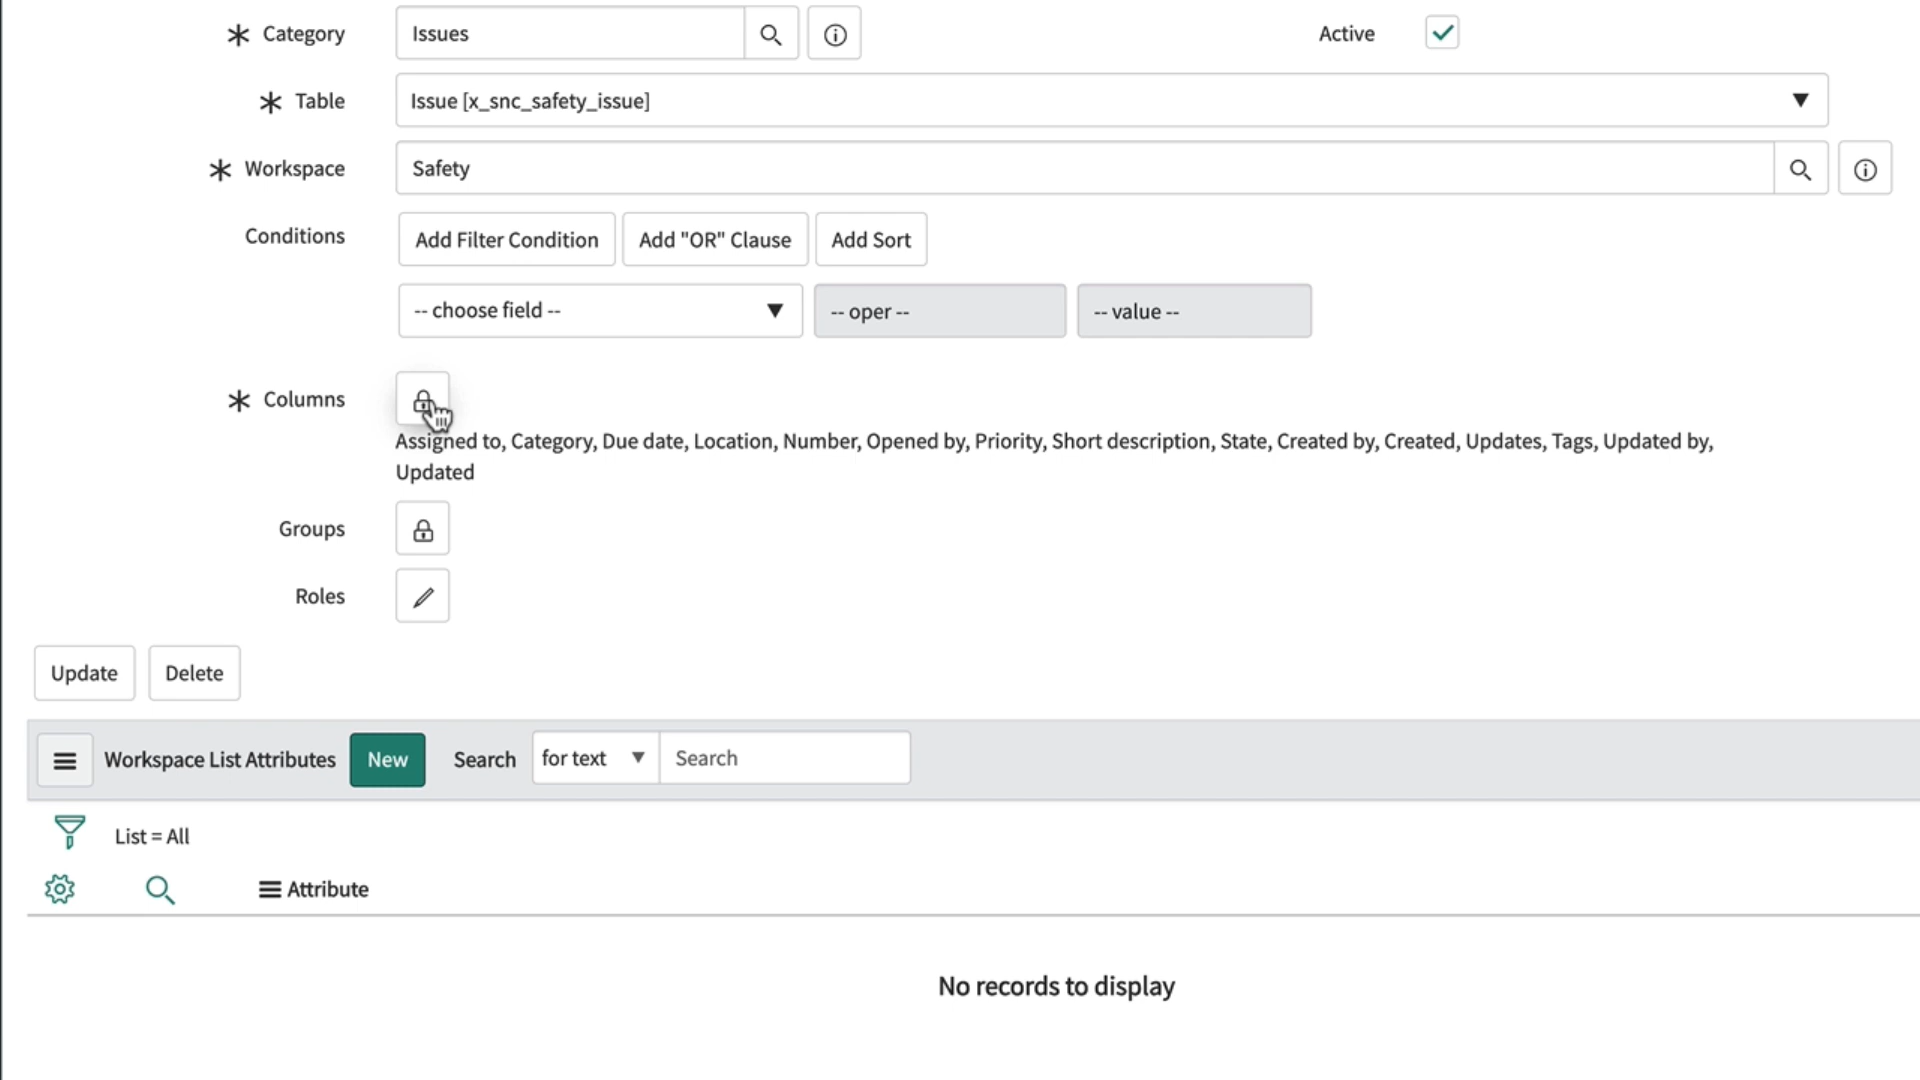 Category Issues Active
Table Issue [x_snc_safety_issue]
Workspace Safety
Conditions Add Filter Condition Add "OR" Clause Add Sort
-- choose field -- -- oper -- -- value --
Columns
Assigned to, Category, Due date, Location, Number, Opened by, Priority, Short description, State, Created by, Created, Updates, Tags, Updated by,
Updated
Groups
Roles
Update Delete
Workspace List Attributes New Search for text Search
List = All
Attribute
No records to display